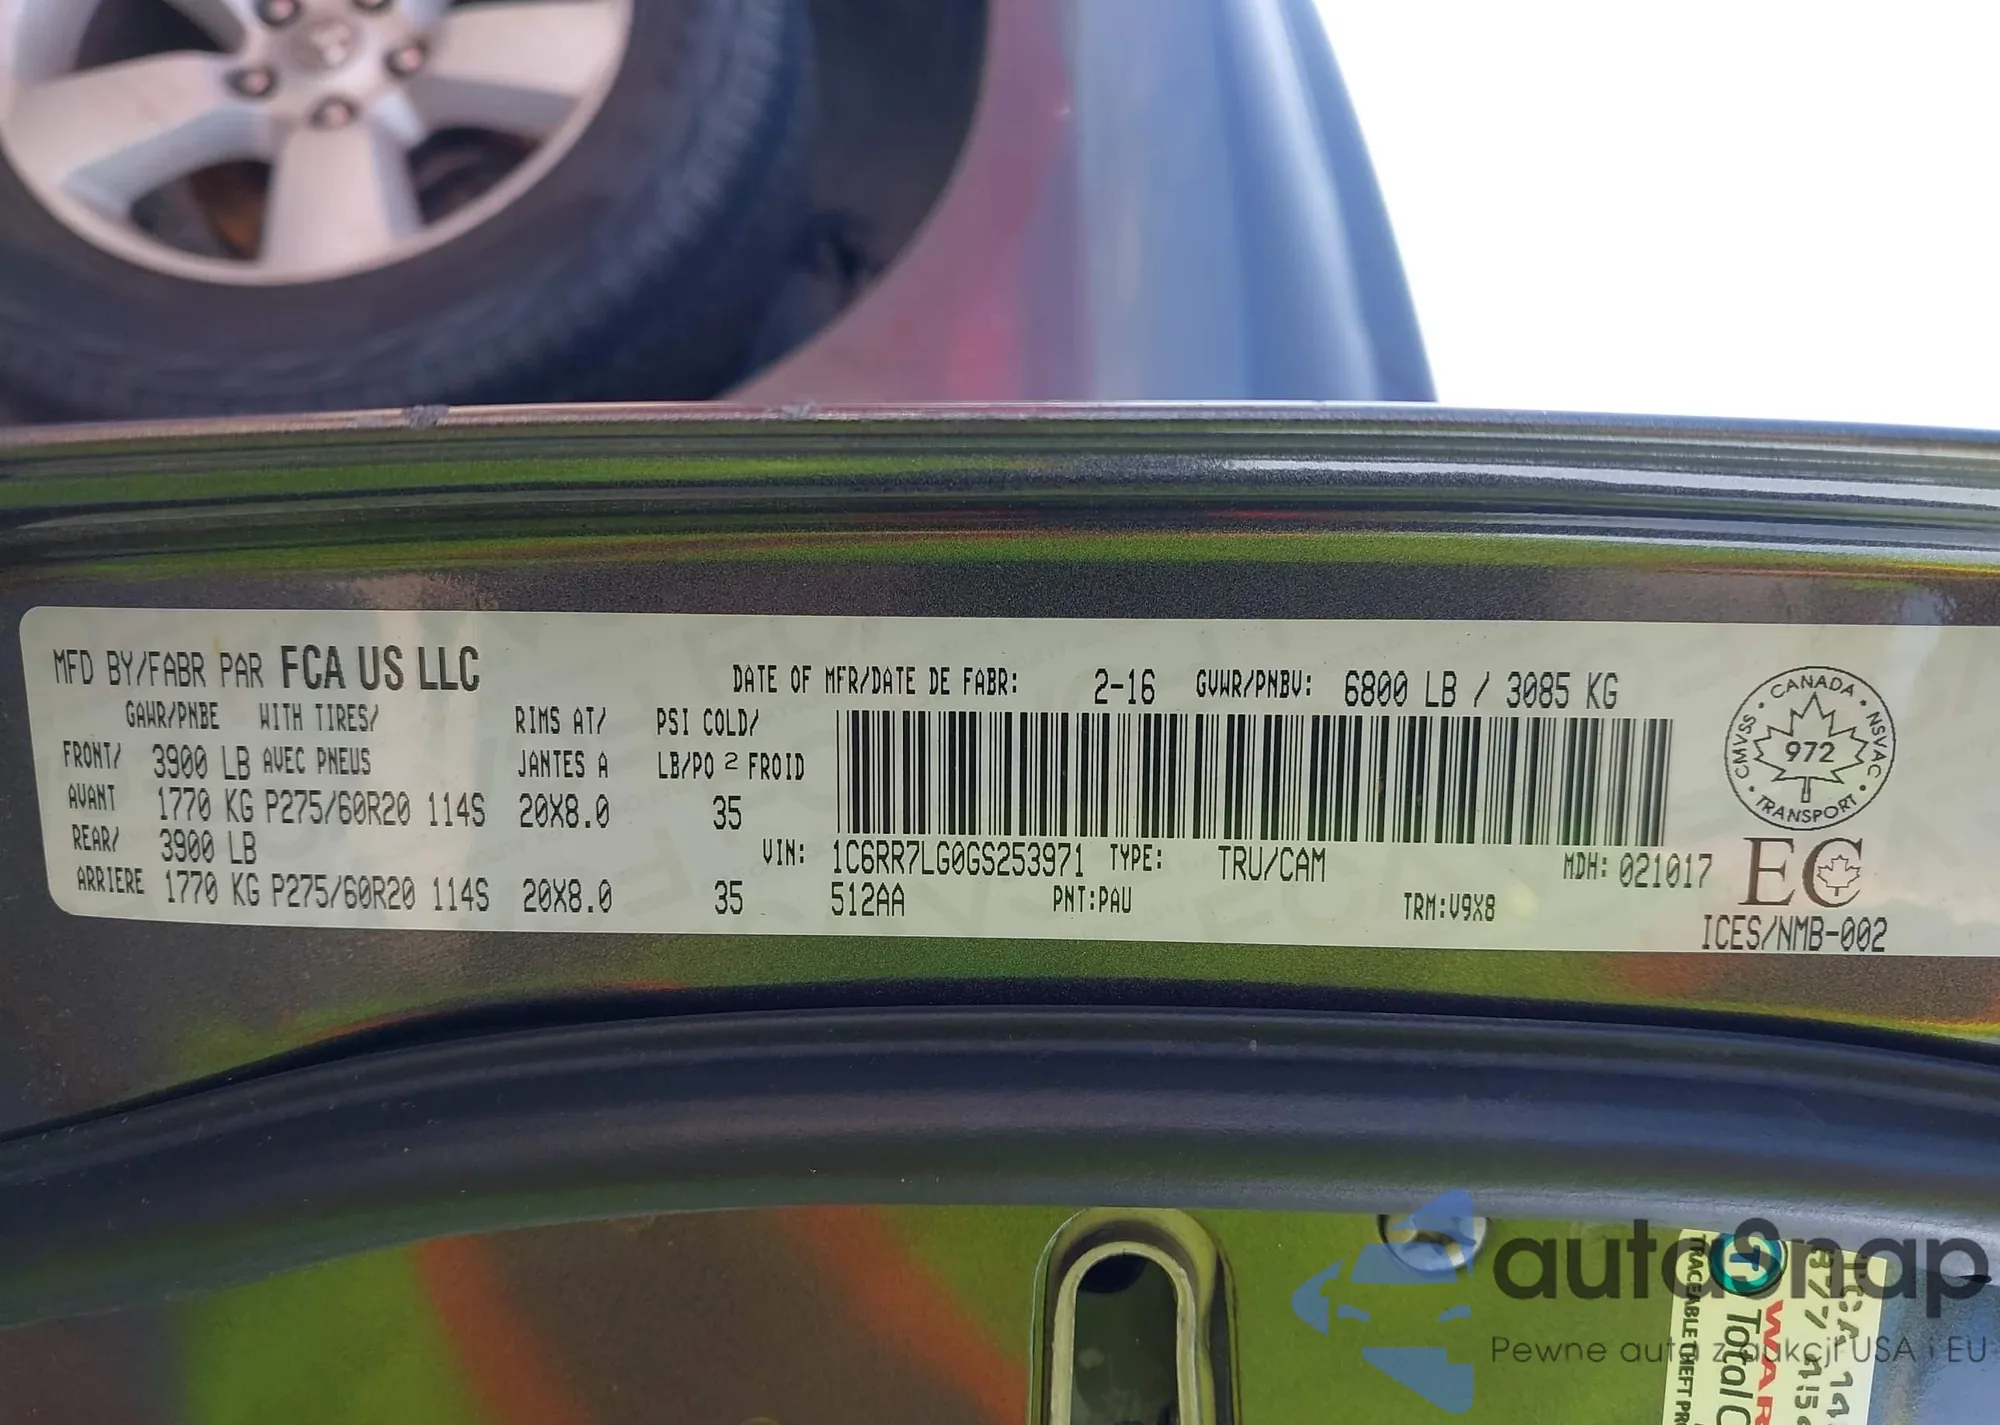 MFD BY/FABR PAR FCA US LLC
DATE OF MFR/DATE DE FABR: 2-16 GVWR/PNBV: 6800 LB / 3085 KG
GAWR/PNBE WITH TIRES/ RIMS AT/ PSI COLD/
FRONT/ 3900 LB AVEC PNEUS JANTES A LB/PO 2 FROID
AVANT 1770 KG P275/60R20 114S 20X8.0 35
REAR/ 3900 LB
ARRIERE 1770 KG P275/60R20 114S 20X8.0 35
VIN: 1C6RR7LG0GS253971 TYPE: TRU/CAM MDH: 021017
512AA PNT:PAU TRM:V9X8
CANADA
CMVSS 972 NSVAC
TRANSPORT
EC
ICES/NMB-002
autosnap
Pewne auta z aukcji USA i EU
TRACEABLE THEFT
Total